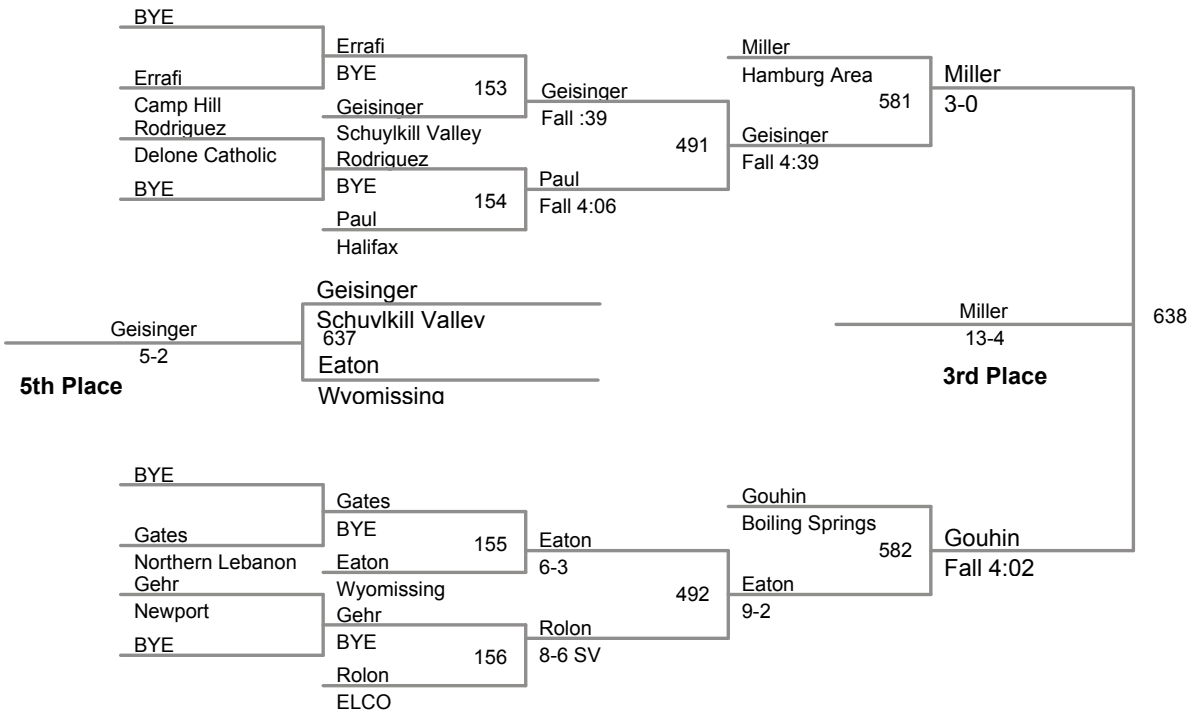 BYE
Errafi
BYE
Errafi
Camp Hill
153
Geisinger
Schuylkill Valley
Geisinger
Fall :39
Rodriguez
Delone Catholic
BYE
Rodriguez
BYE
154
Paul
Halifax
Paul
Fall 4:06
491
Miller
Hamburg Area
581
Geisinger
Fall 4:39
Miller
3-0
Geisinger
5-2
5th Place
Geisinger
Schuylkill Valley
637
Eaton
Wyomissing
Miller
13-4
3rd Place
638
BYE
Gates
BYE
Gates
Northern Lebanon
155
Eaton
Wyomissing
Eaton
6-3
Gehr
Newport
BYE
Gehr
BYE
156
Rolon
ELCO
Rolon
8-6 SV
492
Gouhin
Boiling Springs
582
Eaton
9-2
Gouhin
Fall 4:02